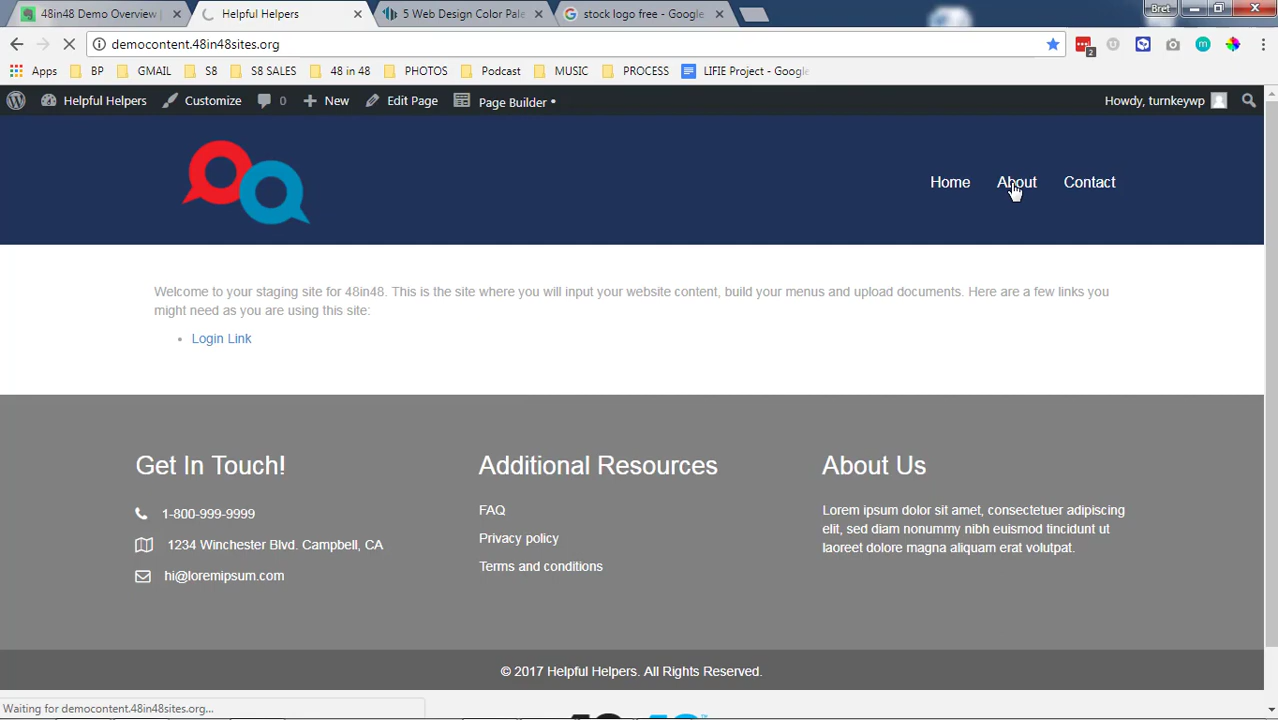 48in48 Demo Overview
Helpful Helpers
5 Web Design Color Pale
stock logo free - Google
Bret
democontent.48in48sites.org
2
Apps
BP
GMAIL
S8
S8 SALES
48 in 48
PHOTOS
Podcast
MUSIC
PROCESS
LIFIE Project - Google
Helpful Helpers
Customize
0
New
Edit Page
Page Builder •
Howdy, turnkeywp
Home
About
Contact
Welcome to your staging site for 48in48. This is the site where you will input your website content, build your menus and upload documents. Here are a few links you
might need as you are using this site:
• Login Link
Get In Touch!
1-800-999-9999
1234 Winchester Blvd. Campbell, CA
hi@loremipsum.com
Additional Resources
FAQ
Privacy policy
Terms and conditions
About Us
Lorem ipsum dolor sit amet, consectetuer adipiscing
elit, sed diam nonummy nibh euismod tincidunt ut
laoreet dolore magna aliquam erat volutpat.
© 2017 Helpful Helpers. All Rights Reserved.
Waiting for democontent.48in48sites.org...